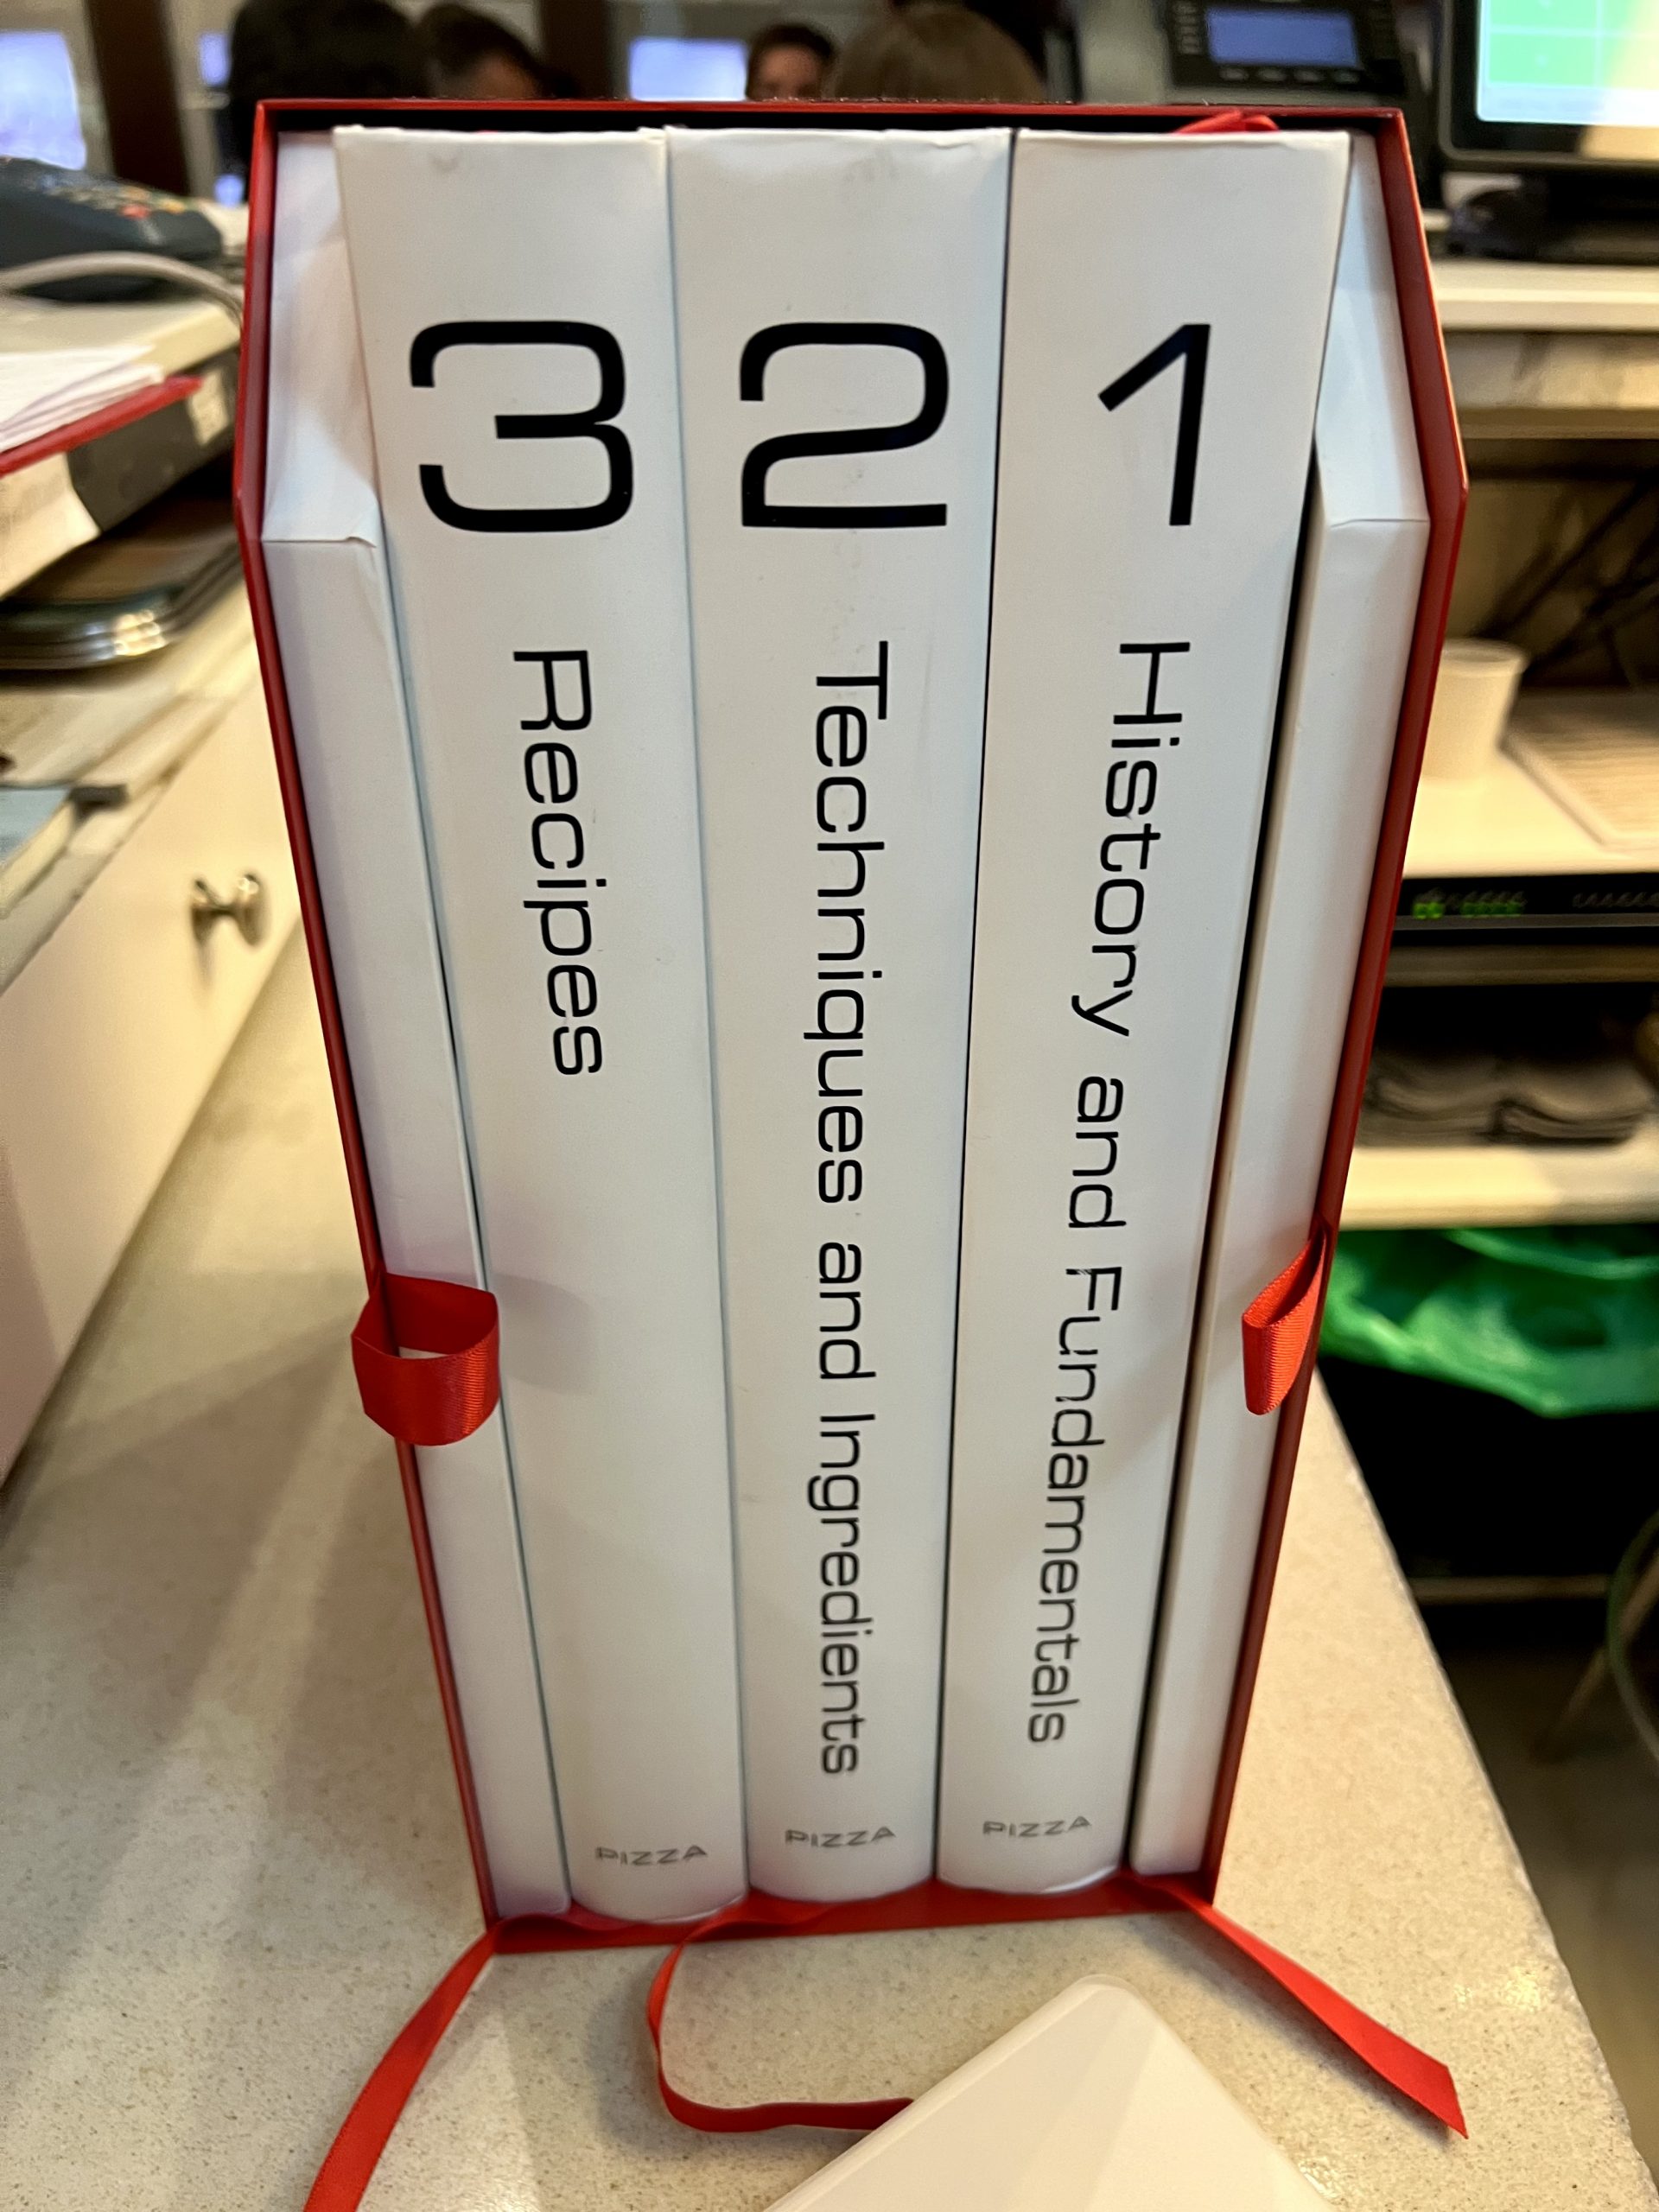 3
Recipes
PIZZA
2
Techniques and Ingredients
PIZZA
1
History and Fundamentals
PIZZA